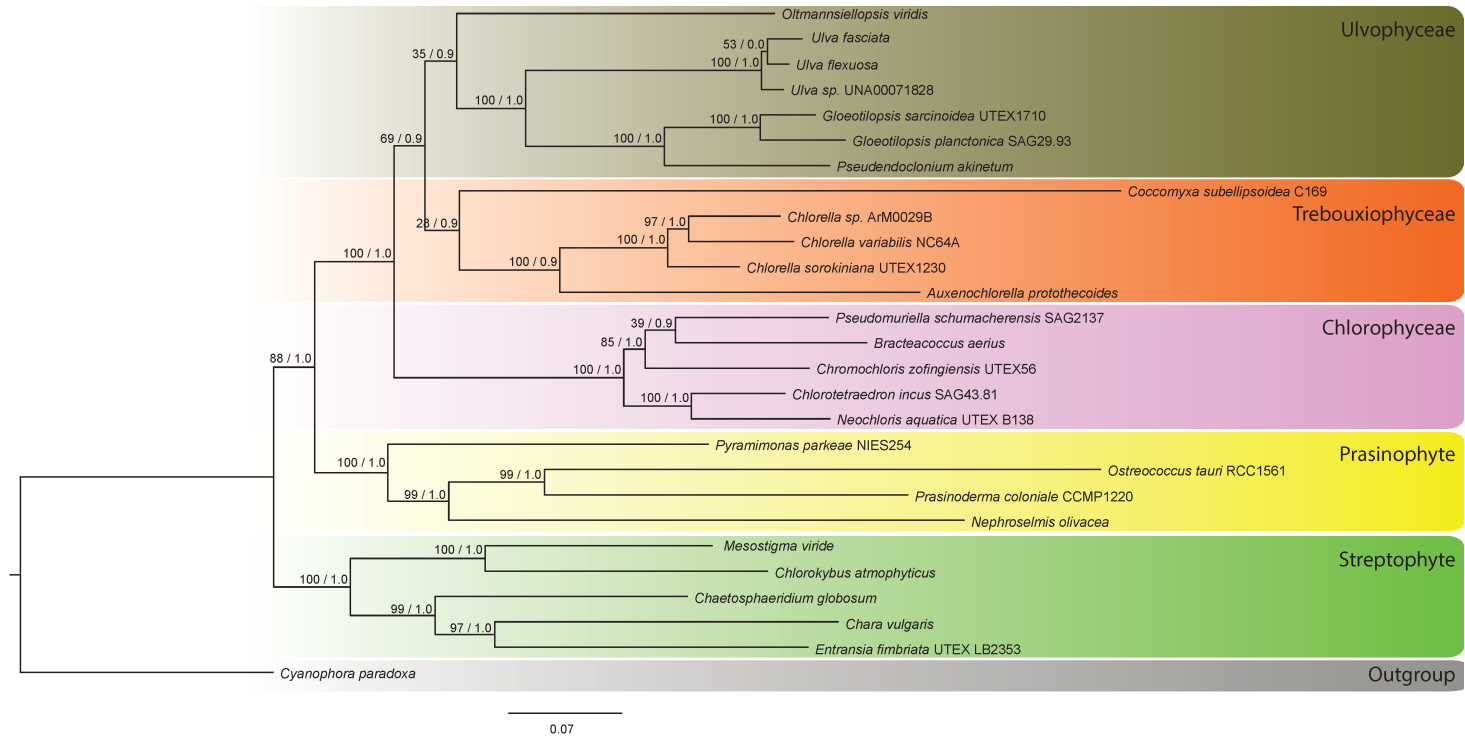 Oltmannsiellopsis viridis
Ulvophyceae
53 / 0.0
Ulva fasciata
35 / 0.9
100 / 1.0
Ulva flexuosa
Ulva sp. UNA00071828
100 / 1.0
100 / 1.0
Gloeotilopsis sarcinoidea UTEX1710
69 / 0.9
100 / 1.0
Gloeotilopsis planctonica SAG29.93
Pseudendoclonium akinetum
Coccomyxa subellipsoidea C169
Trebouxiophyceae
28 / 0.9
97 / 1.0
Chlorella sp. ArM0029B
100 / 1.0
Chlorella variabilis NC64A
100 / 1.0
100 / 0.9
Chlorella sorokiniana UTEX1230
Auxenochlorella protothecoides
39 / 0.9
Pseudomuriella schumacherensis SAG2137
Chlorophyceae
85 / 1.0
Bracteacoccus aerius
88 / 1.0
100 / 1.0
Chromochloris zofingiensis UTEX56
100 / 1.0
Chlorotetraedron incus SAG43.81
Neochloris aquatica UTEX B138
Pyramimonas parkeae NIES254
Prasinophyte
100 / 1.0
99 / 1.0
Ostreococcus tauri RCC1561
99 / 1.0
Prasinoderma coloniale CCMP1220
Nephroselmis olivacea
100 / 1.0
Mesostigma viride
Streptophyte
100 / 1.0
Chlorokybus atmophyticus
99 / 1.0
Chaetosphaeridium globosum
97 / 1.0
Chara vulgaris
Entransia fimbriata UTEX LB2353
Cyanophora paradoxa
Outgroup
0.07